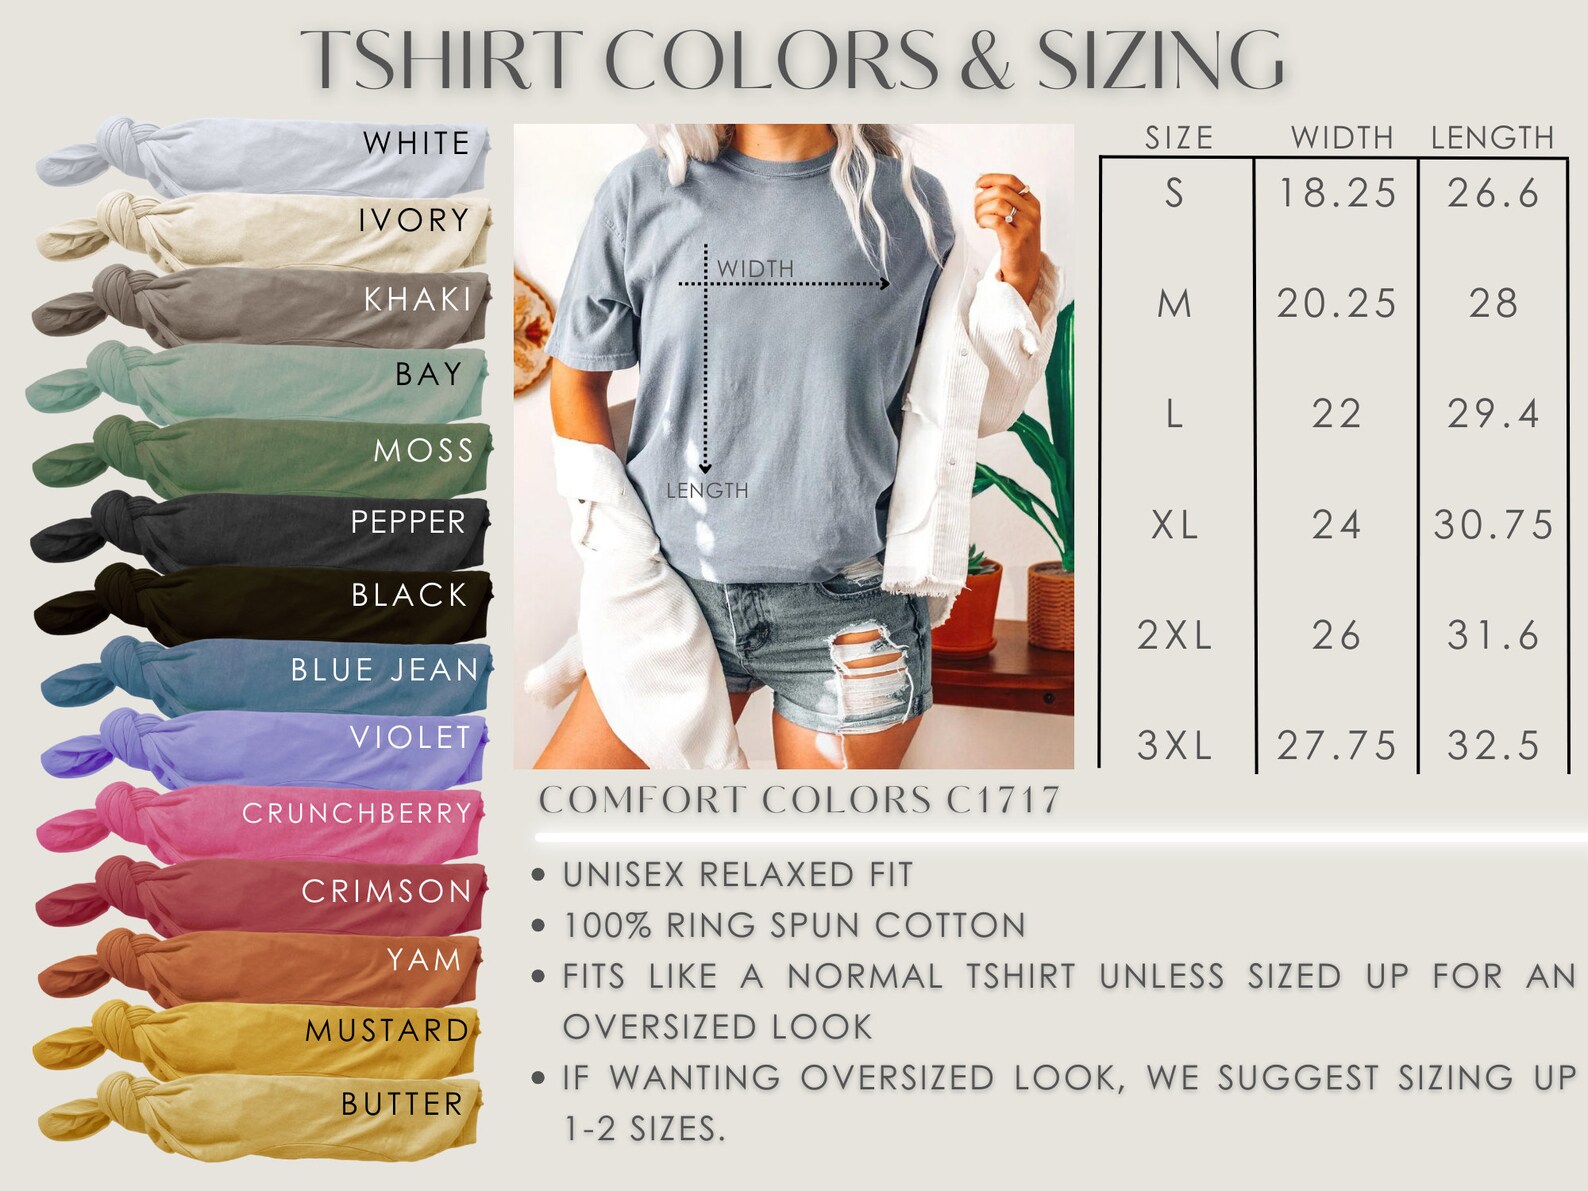 TSHIRT COLORS & SIZING
WHITE
IVORY
KHAKI
BAY
MOSS
PEPPER
BLACK
BLUE JEAN
VIOLET
CRUNCHBERRY
CRIMSON
YAM
MUSTARD
BUTTER
WIDTH
LENGTH
SIZE WIDTH LENGTH
S 18.25 26.6
M 20.25 28
L 22 29.4
XL 24 30.75
2XL 26 31.6
3XL 27.75 32.5
COMFORT COLORS C1717
• UNISEX RELAXED FIT
• 100% RING SPUN COTTON
• FITS LIKE A NORMAL TSHIRT UNLESS SIZED UP FOR AN
OVERSIZED LOOK
• IF WANTING OVERSIZED LOOK, WE SUGGEST SIZING UP
1-2 SIZES.